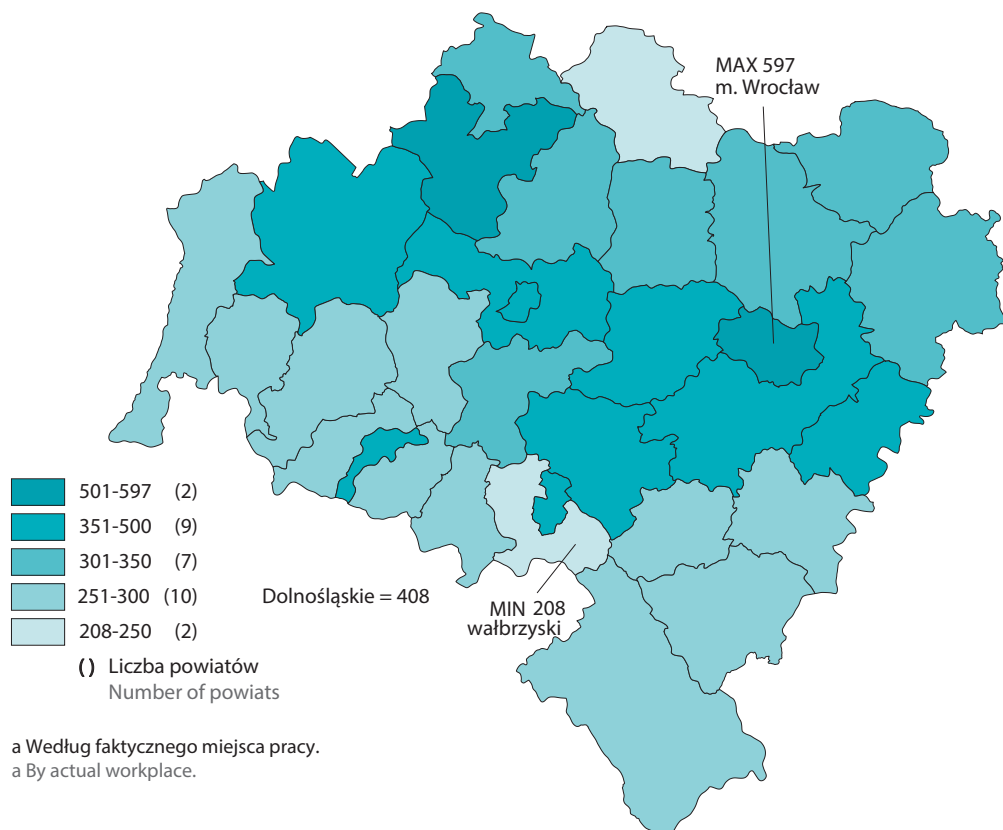 MAX 597
m. Wrocław
501-597 (2)
351-500 (9)
301-350 (7)
251-300 (10)
208-250 (2)
Dolnośląskie = 408
MIN 208
wałbrzyski
( ) Liczba powiatów
Number of powiats
a Według faktycznego miejsca pracy.
a By actual workplace.